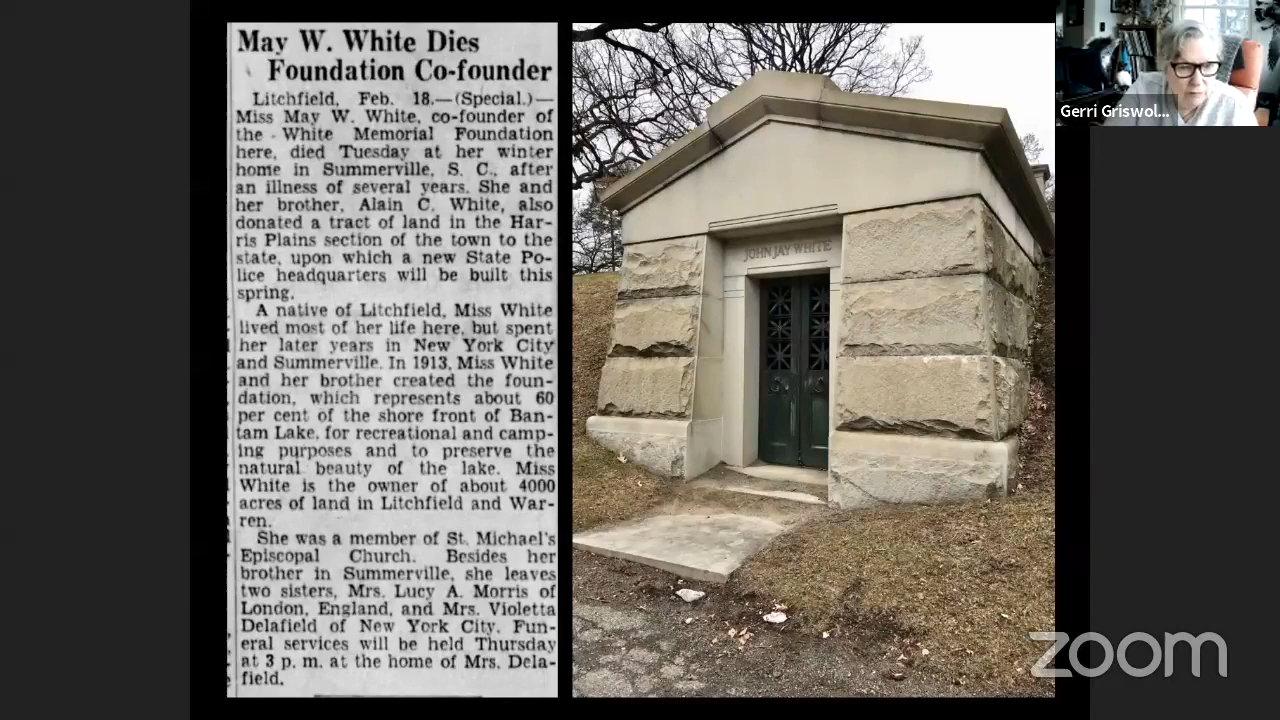 May W. White Dies
Foundation Co-founder
Litchfield, Feb. 18.—(Special.)—
Miss May W. White, co-founder of
the White Memorial Foundation
here, died Tuesday at her winter
home in Summerville, S. C., after
an illness of several years. She and
her brother, Alain C. White, also
donated a tract of land in the Har-
ris Plains section of the town to the
state, upon which a new State Po-
lice headquarters will be built this
spring.
A native of Litchfield, Miss White
lived most of her life here, but spent
her later years in New York City
and Summerville. In 1913, Miss White
and her brother created the foun-
dation, which represents about 60
per cent of the shore front of Ban-
tam Lake, for recreational and camp-
ing purposes and to preserve the
natural beauty of the lake. Miss
White is the owner of about 4000
acres of land in Litchfield and War-
ren.
She was a member of St. Michael's
Episcopal Church. Besides her
brother in Summerville, she leaves
two sisters, Mrs. Lucy A. Morris of
London, England, and Mrs. Violetta
Delafield of New York City. Fun-
eral services will be held Thursday
at 3 p. m. at the home of Mrs. Dela-
field.
JOHN JAY WHITE
Gerri Griswol...
zoom